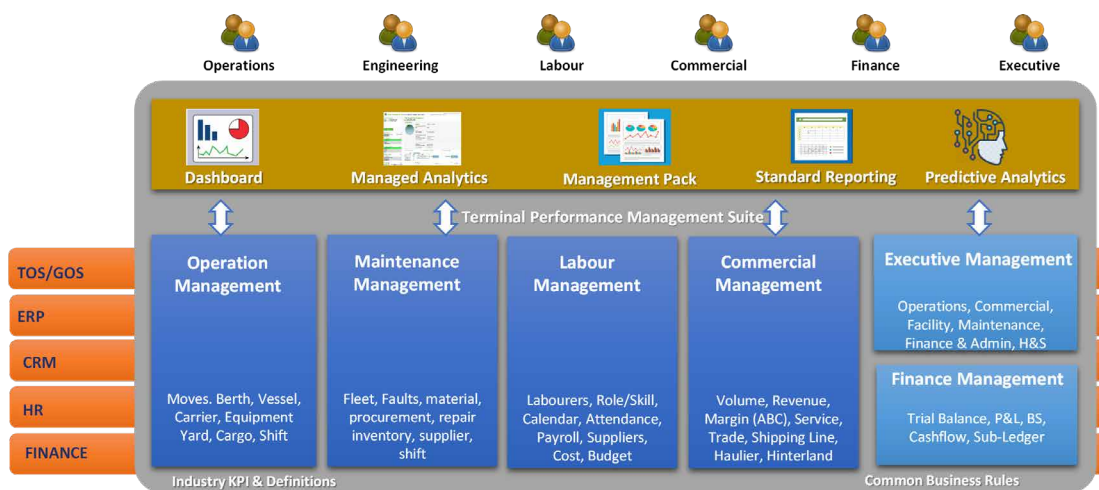 Operations
Engineering
Labour
Commercial
Finance
Executive
Dashboard
Managed Analytics
Management Pack
Standard Reporting
Predictive Analytics
Terminal Performance Management Suite
TOS/GOS
ERP
CRM
HR
FINANCE
Operation
Management
Moves. Berth, Vessel,
Carrier, Equipment
Yard, Cargo, Shift
Maintenance
Management
Fleet, Faults, material,
procurement, repair
inventory, supplier,
shift
Labour
Management
Labourers, Role/Skill,
Calendar, Attendance,
Payroll, Suppliers,
Cost, Budget
Commercial
Management
Volume, Revenue,
Margin (ABC), Service,
Trade, Shipping Line,
Haulier, Hinterland
Executive Management
Operations, Commercial,
Facility, Maintenance,
Finance & Admin, H&S
Finance Management
Trial Balance, P&L, BS,
Cashflow, Sub-Ledger
Industry KPI & Definitions
Common Business Rules